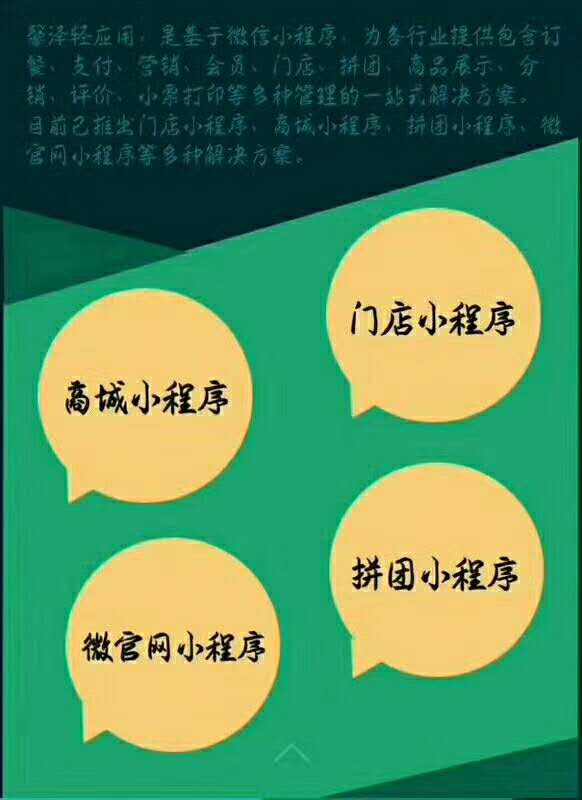 泽轻应用，是基于微信小程序，为各行业提供包含订
餐、支付、营销、会员、门店、拼团、商品展示、分
销、评价、小票打印等多种管理的一站式解决方案。
目前已推出门店小程序、商城小程序，拼团小程序、微
官网小程序等多种解决方案。
门店小程序
商城小程序
拼团小程序
微官网小程序